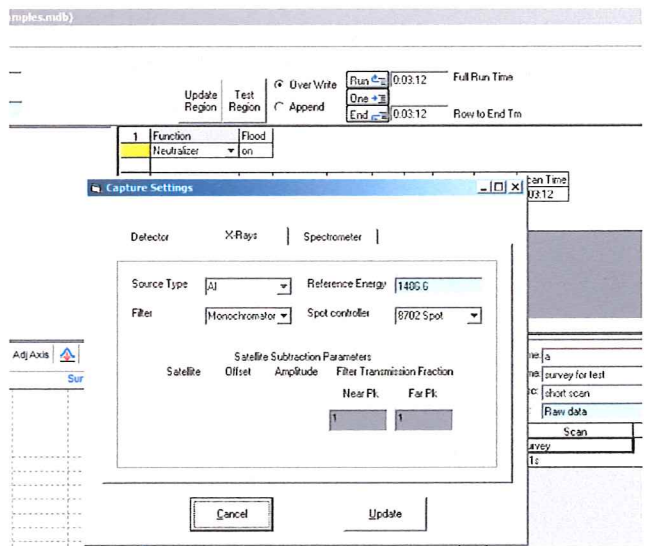 mples.mdb)
Update Region
Test Region
Over Write
Append
Run 0:03:12 Full Run Time
One
End 0:03:12 Row to End Tm
1 Function Flood
Neutralizer on
can Time
03:12
Capture Settings
Detector X-Rays Spectrometer
Source Type Al Reference Energy 1486.6
Filter Monochromator Spot controller 8702 Spot
Satellite Subtraction Parameters
Satellite Offset Amplitude Filter Transmission Fraction
Near Pk Far Pk
1 1
Cancel Update
Adj Axis
Sur
me: a
me: survey for test
sc: short scan
: Raw data
Scan
urvey
1s